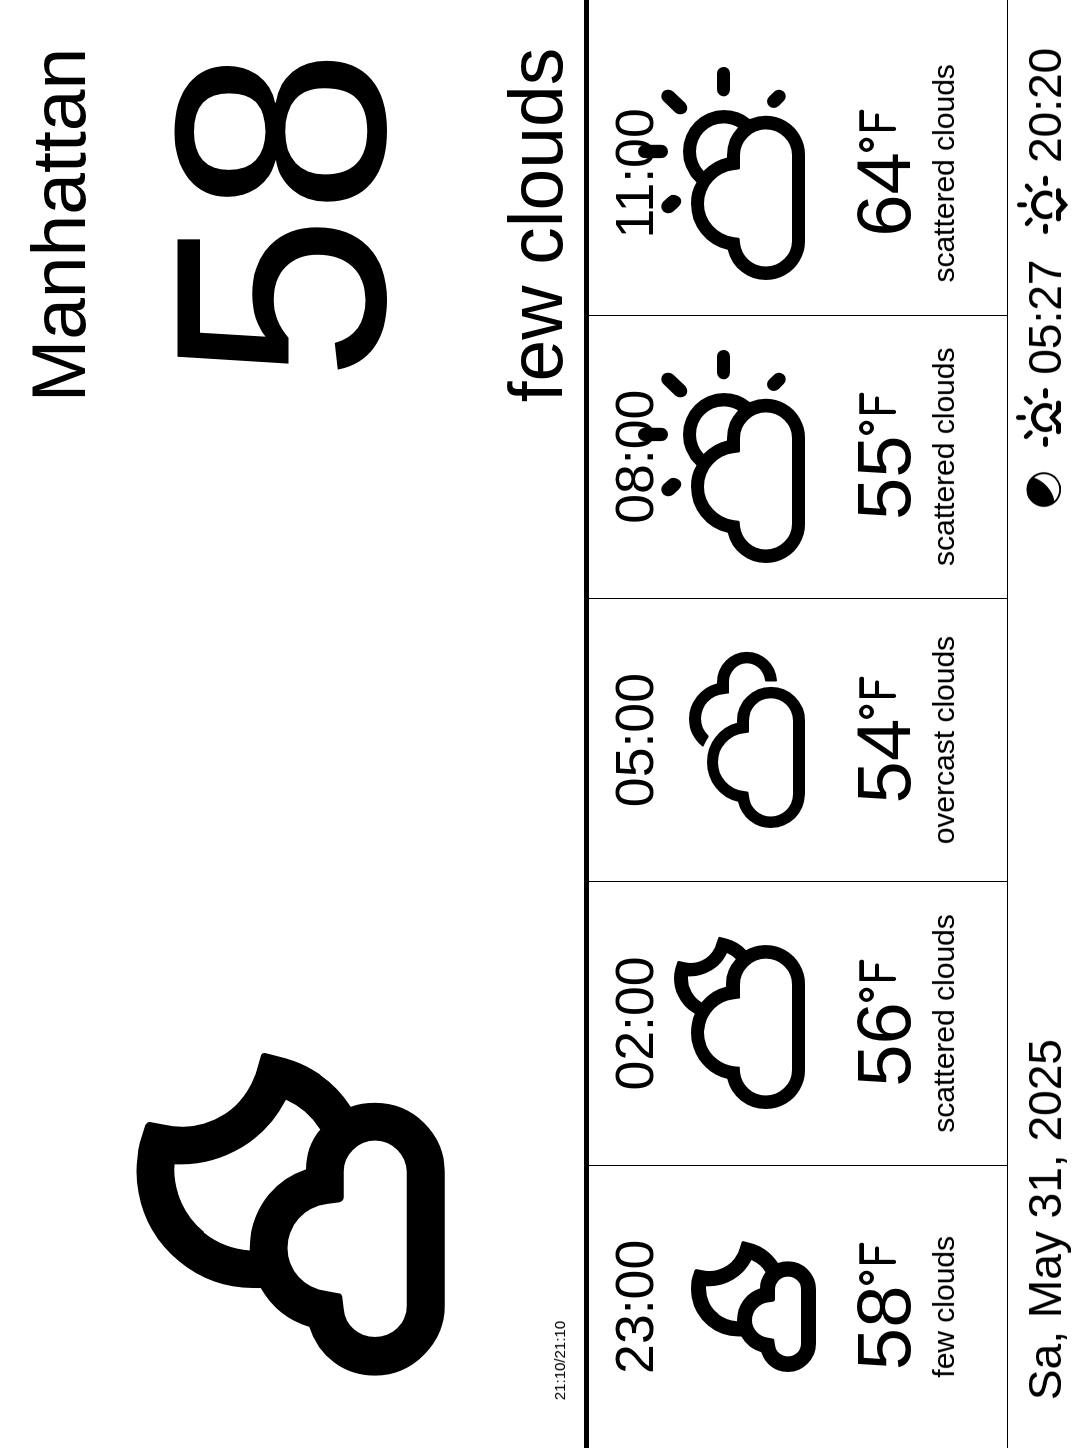 Manhattan
58
few clouds
21:10/21:10
23:00
58°F
few clouds
02:00
56°F
scattered clouds
05:00
54°F
overcast clouds
08:00
55°F
scattered clouds
11:00
64°F
scattered clouds
Sa, May 31, 2025
05:27
20:20